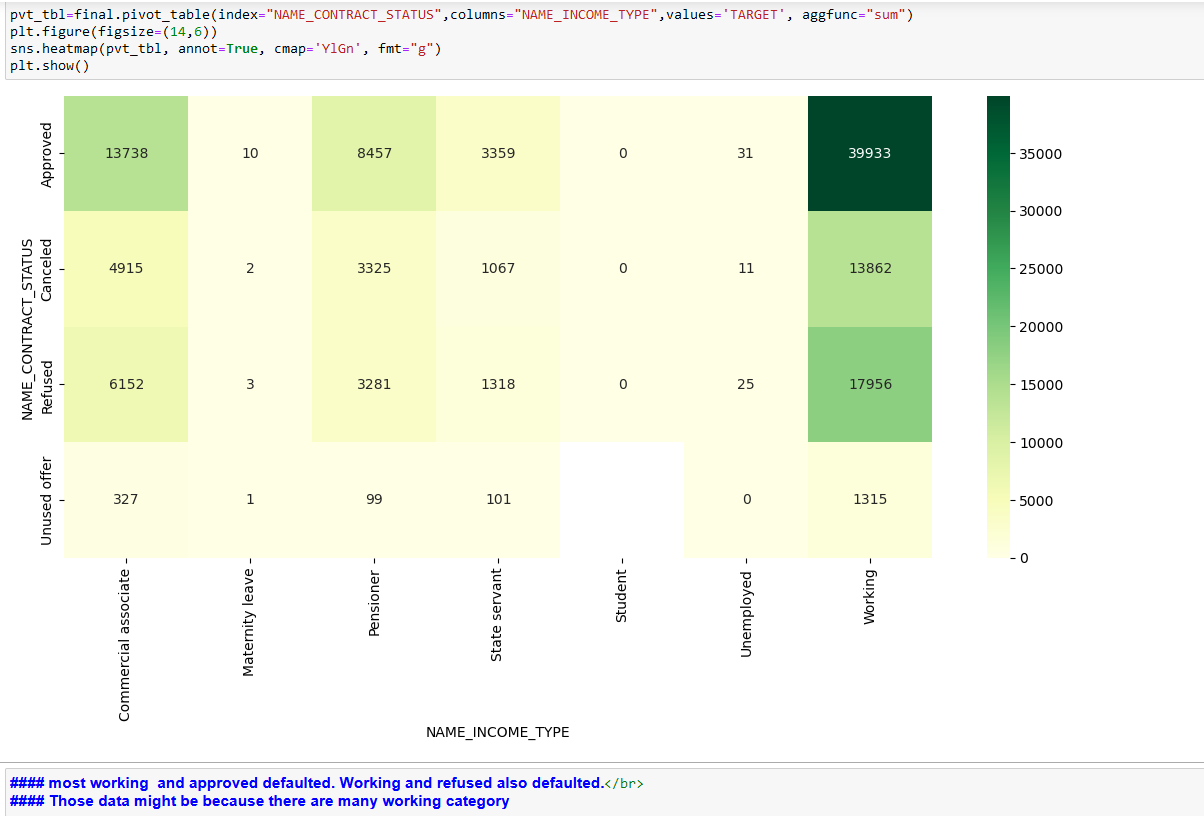 pvt_tbl=final.pivot_table(index="NAME_CONTRACT_STATUS",columns="NAME_INCOME_TYPE",values='TARGET', aggfunc="sum")
plt.figure(figsize=(14,6))
sns.heatmap(pvt_tbl, annot=True, cmap='YlGn', fmt="g")
plt.show()
NAME_CONTRACT_STATUS
Approved 13738 10 8457 3359 0 31 39933
Canceled 4915 2 3325 1067 0 11 13862
Refused 6152 3 3281 1318 0 25 17956
Unused offer 327 1 99 101 0 1315
Commercial associate
Maternity leave
Pensioner
State servant
Student
Unemployed
Working
NAME_INCOME_TYPE
35000
30000
25000
20000
15000
10000
5000
0
#### most working  and approved defaulted. Working and refused also defaulted.</br>
#### Those data might be because there are many working category